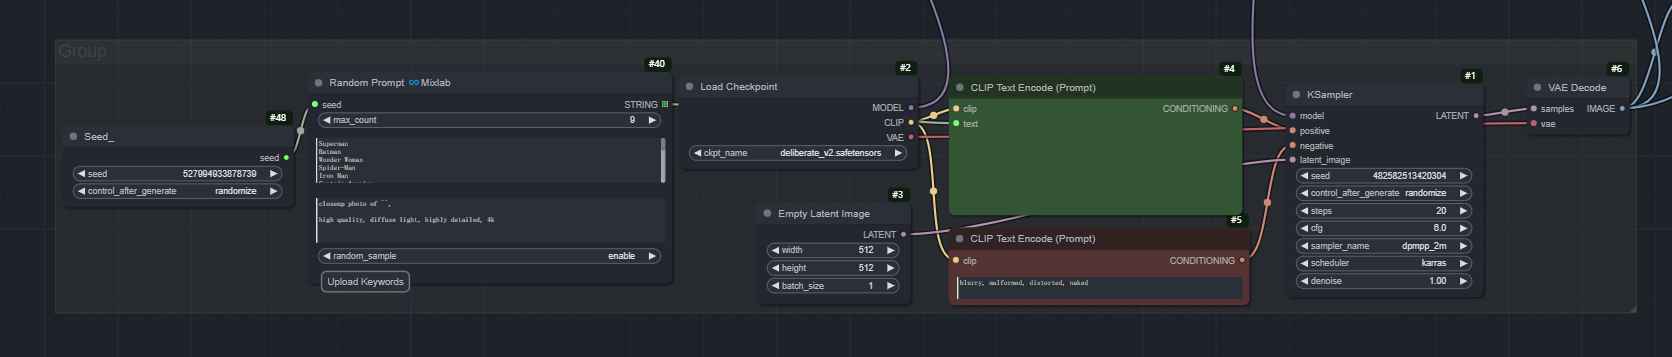 Group
#48
Seed_
seed
seed 527994933878739
control_after_generate randomize
#40
Random Prompt ♾️Mixlab
seed STRING
max_count 9
Superman
Batman
Wonder Woman
Spider-Man
Iron Man
closeup photo of ``,
high quality, diffuse light, highly detailed, 4k
random_sample enable
Upload Keywords
#2
Load Checkpoint
MODEL
CLIP
VAE
ckpt_name deliberate_v2.safetensors
#3
Empty Latent Image
LATENT
width 512
height 512
batch_size 1
#4
CLIP Text Encode (Prompt)
clip CONDITIONING
text
#5
CLIP Text Encode (Prompt)
clip CONDITIONING
blurry, malformed, distorted, naked
#1
KSampler
model LATENT
positive
negative
latent_image
seed 482582513420304
control_after_generate randomize
steps 20
cfg 6.0
sampler_name dpmpp_2m
scheduler karras
denoise 1.00
#6
VAE Decode
samples IMAGE
vae